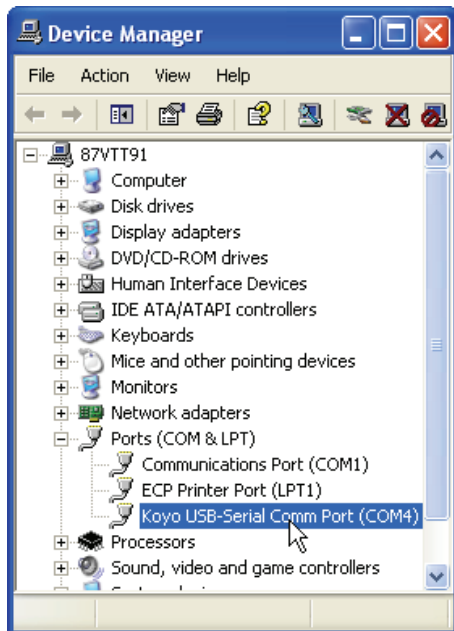 Device Manager
File Action View Help
87VTT91
Computer
Disk drives
Display adapters
DVD/CD-ROM drives
Human Interface Devices
IDE ATA/ATAPI controllers
Keyboards
Mice and other pointing devices
Monitors
Network adapters
Ports (COM & LPT)
Communications Port (COM1)
ECP Printer Port (LPT1)
Koyo USB-Serial Comm Port (COM4)
Processors
Sound, video and game controllers